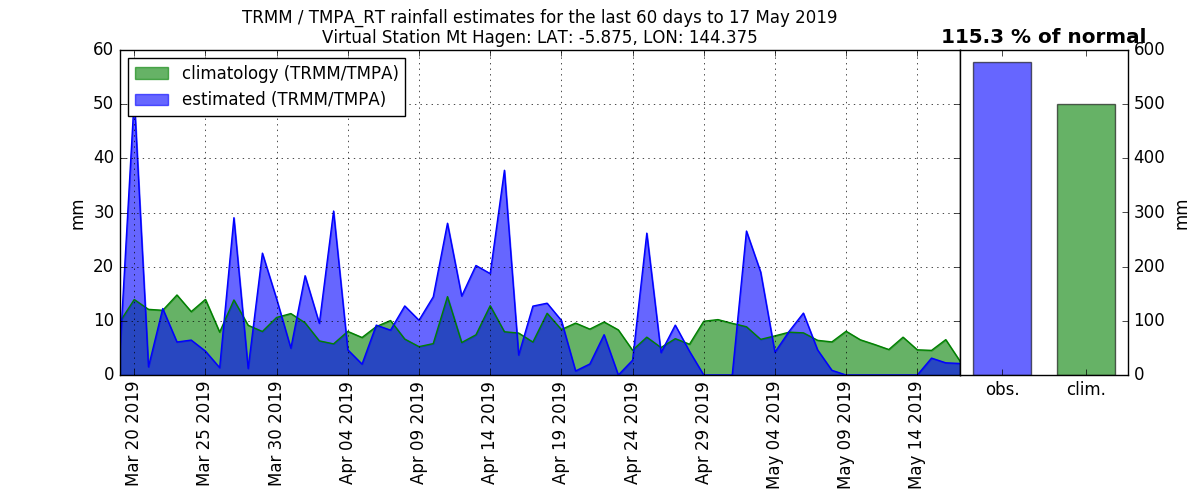 TRMM / TMPA_RT rainfall estimates for the last 60 days to 17 May 2019
Virtual Station Mt Hagen: LAT: -5.875, LON: 144.375
115.3 % of normal
climatology (TRMM/TMPA)
estimated (TRMM/TMPA)
60
50
40
30
20
10
0
mm
Mar 20 2019
Mar 25 2019
Mar 30 2019
Apr 04 2019
Apr 09 2019
Apr 14 2019
Apr 19 2019
Apr 24 2019
Apr 29 2019
May 04 2019
May 09 2019
May 14 2019
600
500
400
300
200
100
0
mm
obs.
clim.